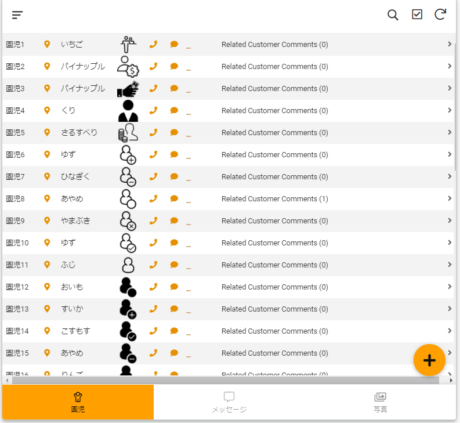 園児1 いちご Related Customer Comments (0)
園児2 パイナップル Related Customer Comments (0)
園児3 パイナップル Related Customer Comments (0)
園児4 くり Related Customer Comments (0)
園児5 さるすべり Related Customer Comments (0)
園児6 ゆず Related Customer Comments (0)
園児7 ひなぎく Related Customer Comments (0)
園児8 あやめ Related Customer Comments (1)
園児9 やまぶき Related Customer Comments (0)
園児10 ゆず Related Customer Comments (0)
園児11 ふじ Related Customer Comments (0)
園児12 おいも Related Customer Comments (0)
園児13 すいか Related Customer Comments (0)
園児14 こすもす Related Customer Comments (0)
園児15 あやめ Related Customer Comments (0)
園児16 りんご Related Customer Comments (0)
園児 メッセージ 写真